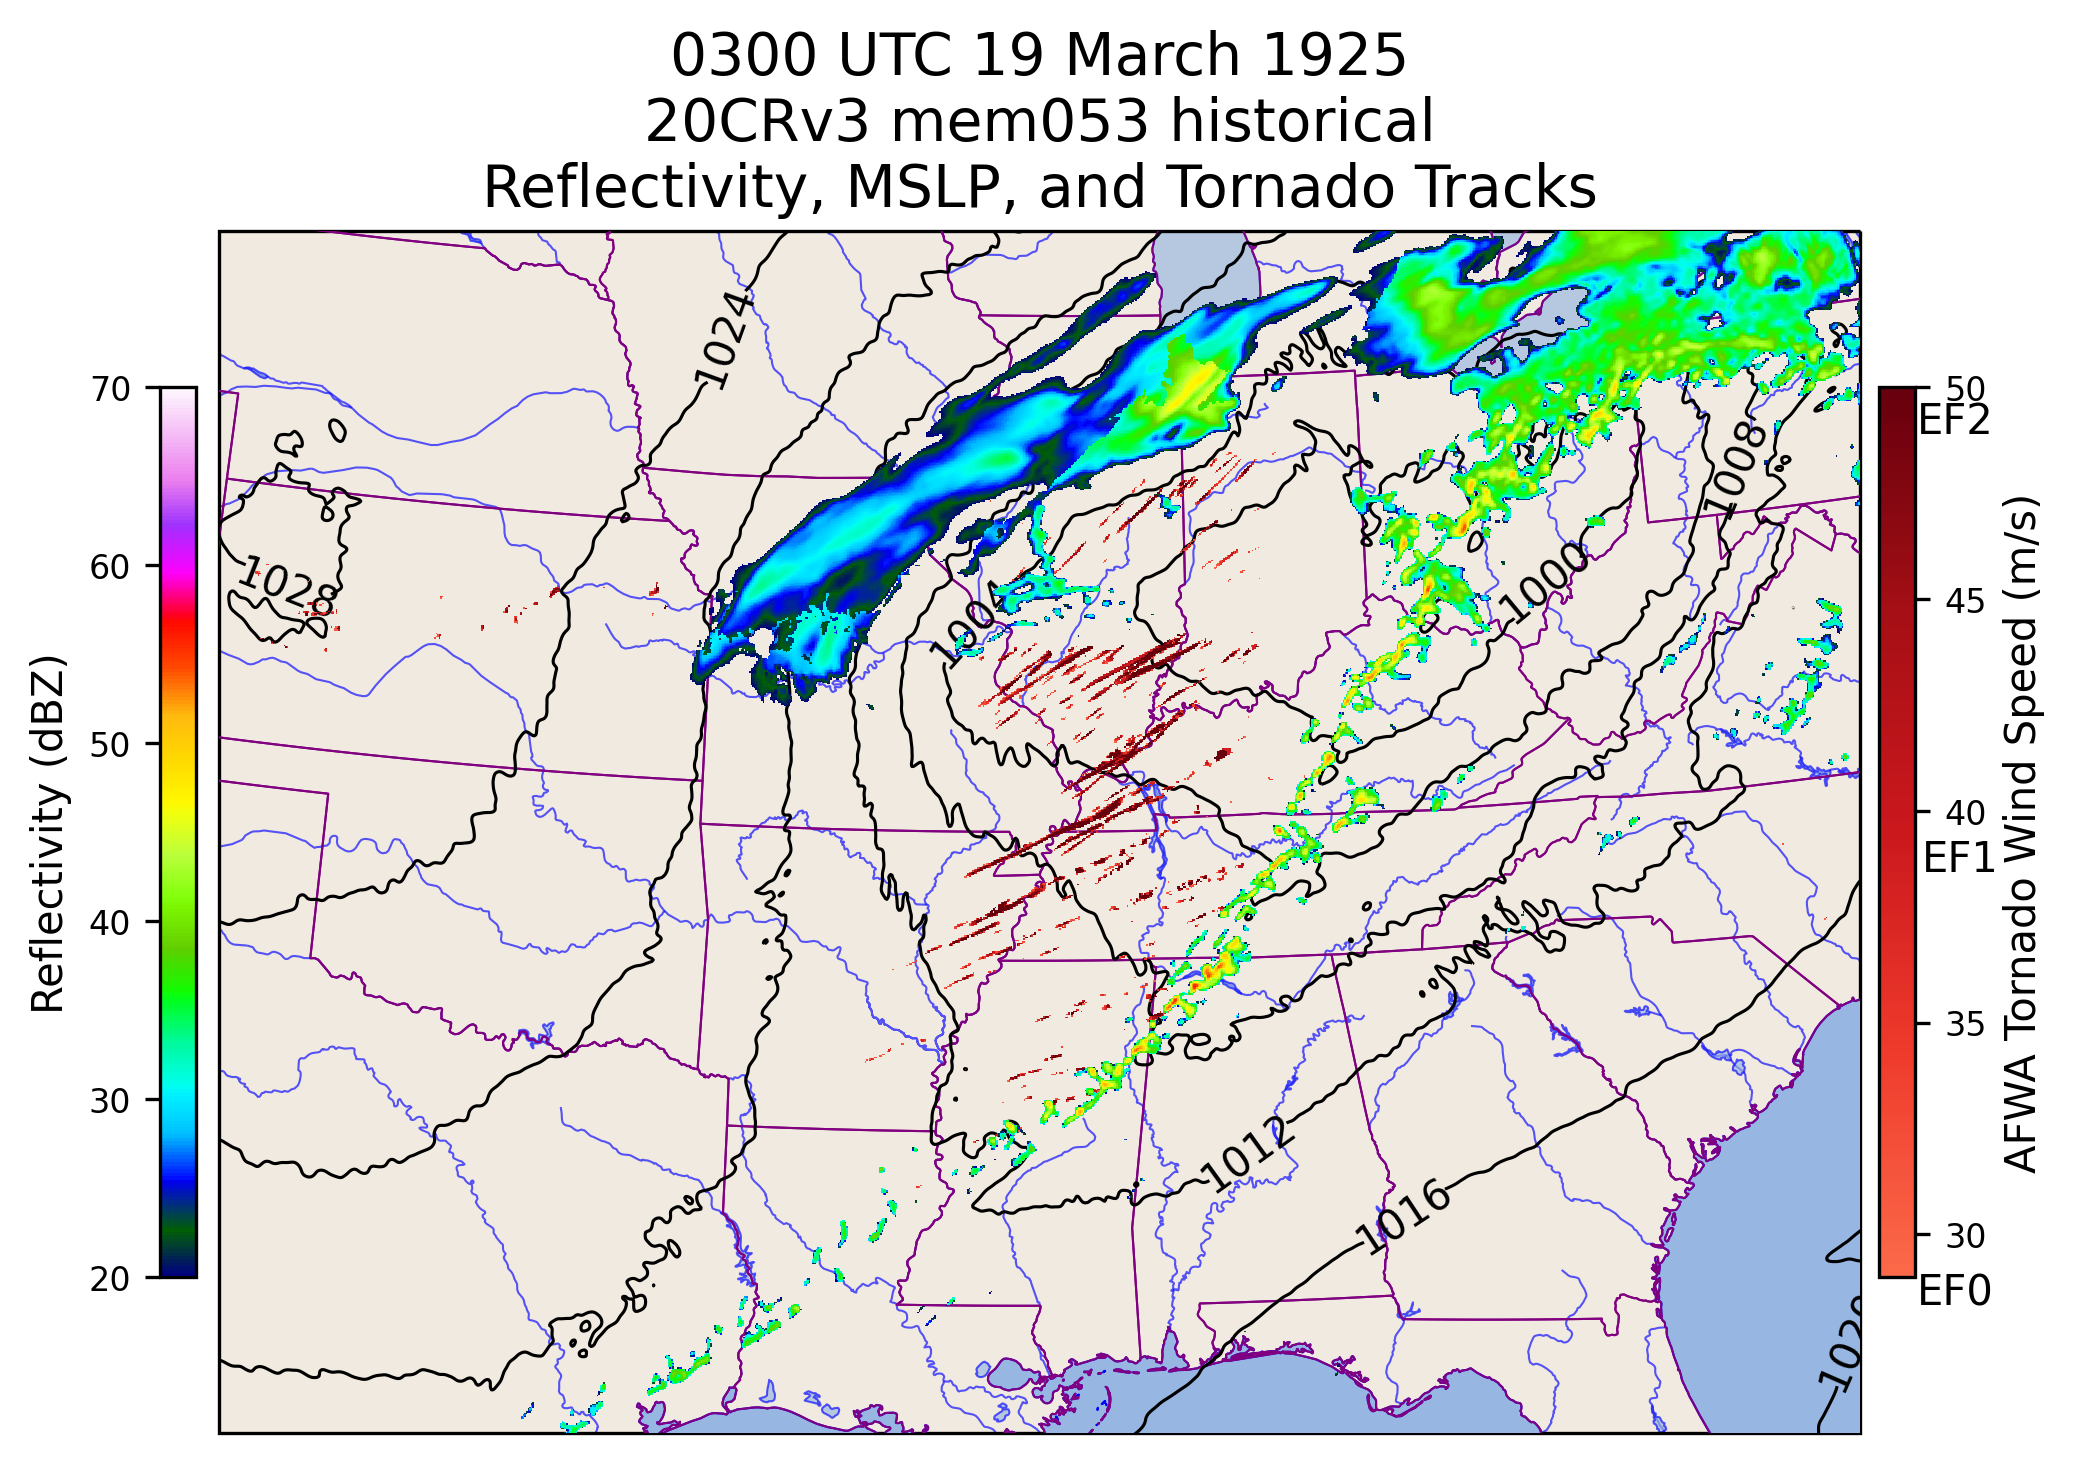 0300 UTC 19 March 1925
20CRv3 mem053 historical
Reflectivity, MSLP, and Tornado Tracks
Reflectivity (dBZ)
70
60
50
40
30
20
1024
1028
1004
1000
1008
1012
1016
1020
50
EF2
45
40
EF1
35
30
EF0
AFWA Tornado Wind Speed (m/s)